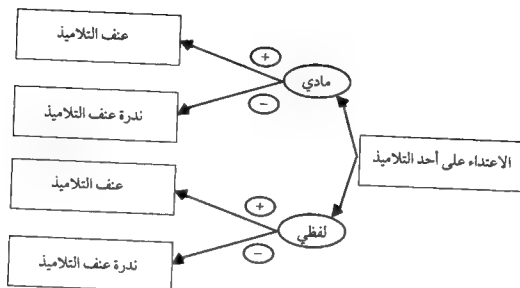 عنف التلاميذ
+
مادي
−
ندرة عنف التلاميذ
الاعتداء على أحد التلاميذ
عنف التلاميذ
+
لفظي
−
ندرة عنف التلاميذ